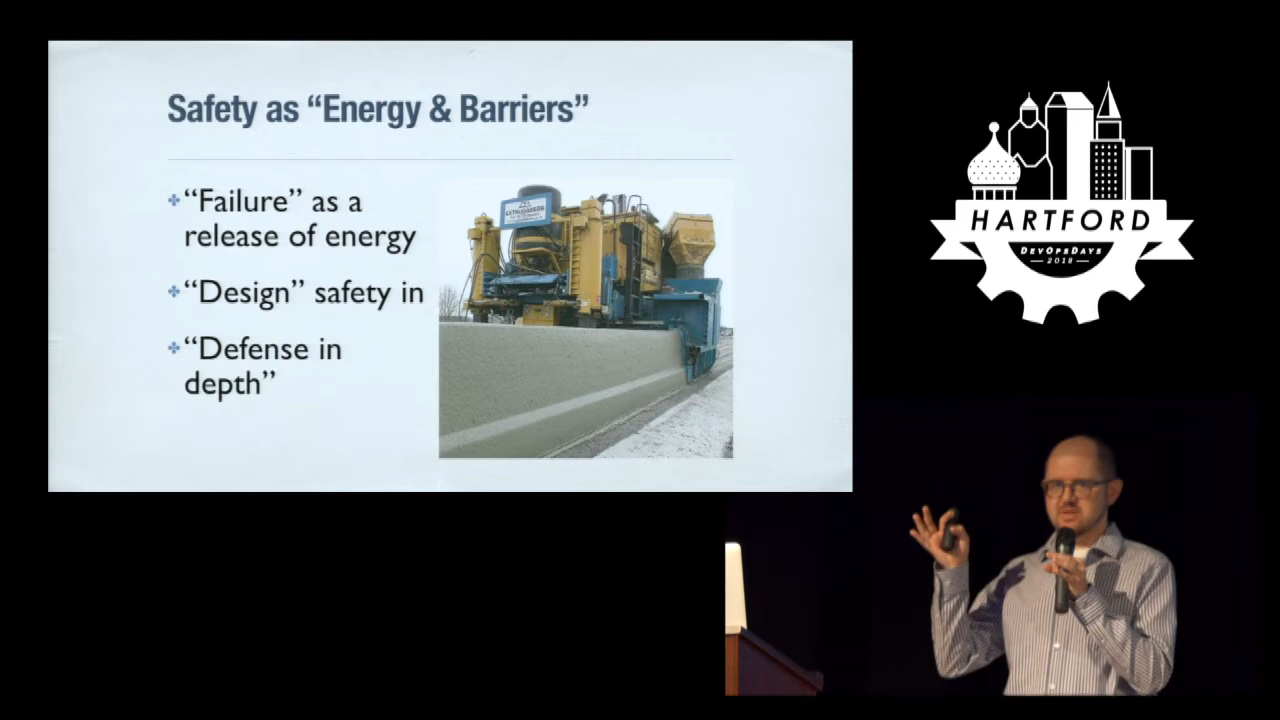 Safety as “Energy & Barriers”
“Failure” as a
release of energy
“Design” safety in
“Defense in
depth”
HARTFORD
DEVOPSDAYS
2018